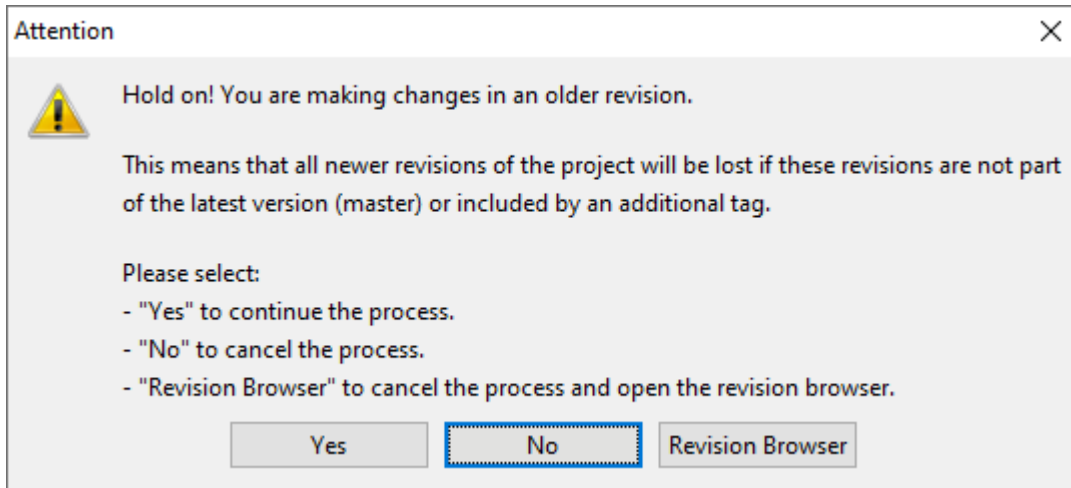 Attention
Hold on! You are making changes in an older revision.
This means that all newer revisions of the project will be lost if these revisions are not part
of the latest version (master) or included by an additional tag.
Please select:
- "Yes" to continue the process.
- "No" to cancel the process.
- "Revision Browser" to cancel the process and open the revision browser.
Yes No Revision Browser